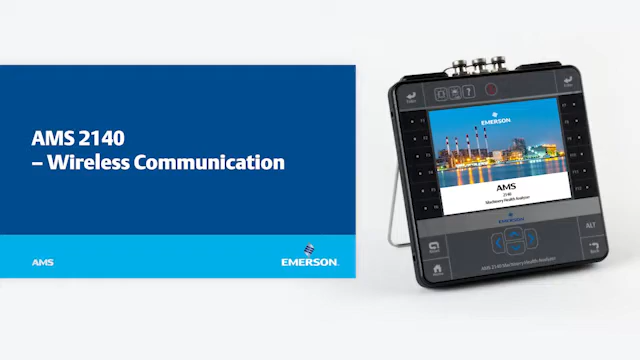 AMS 2140
– Wireless Communication
AMS
EMERSON
EMERSON
AMS
2140
Machinery Health Analyzer
EMERSON
ALT
AMS 2140 Machinery Health Analyzer